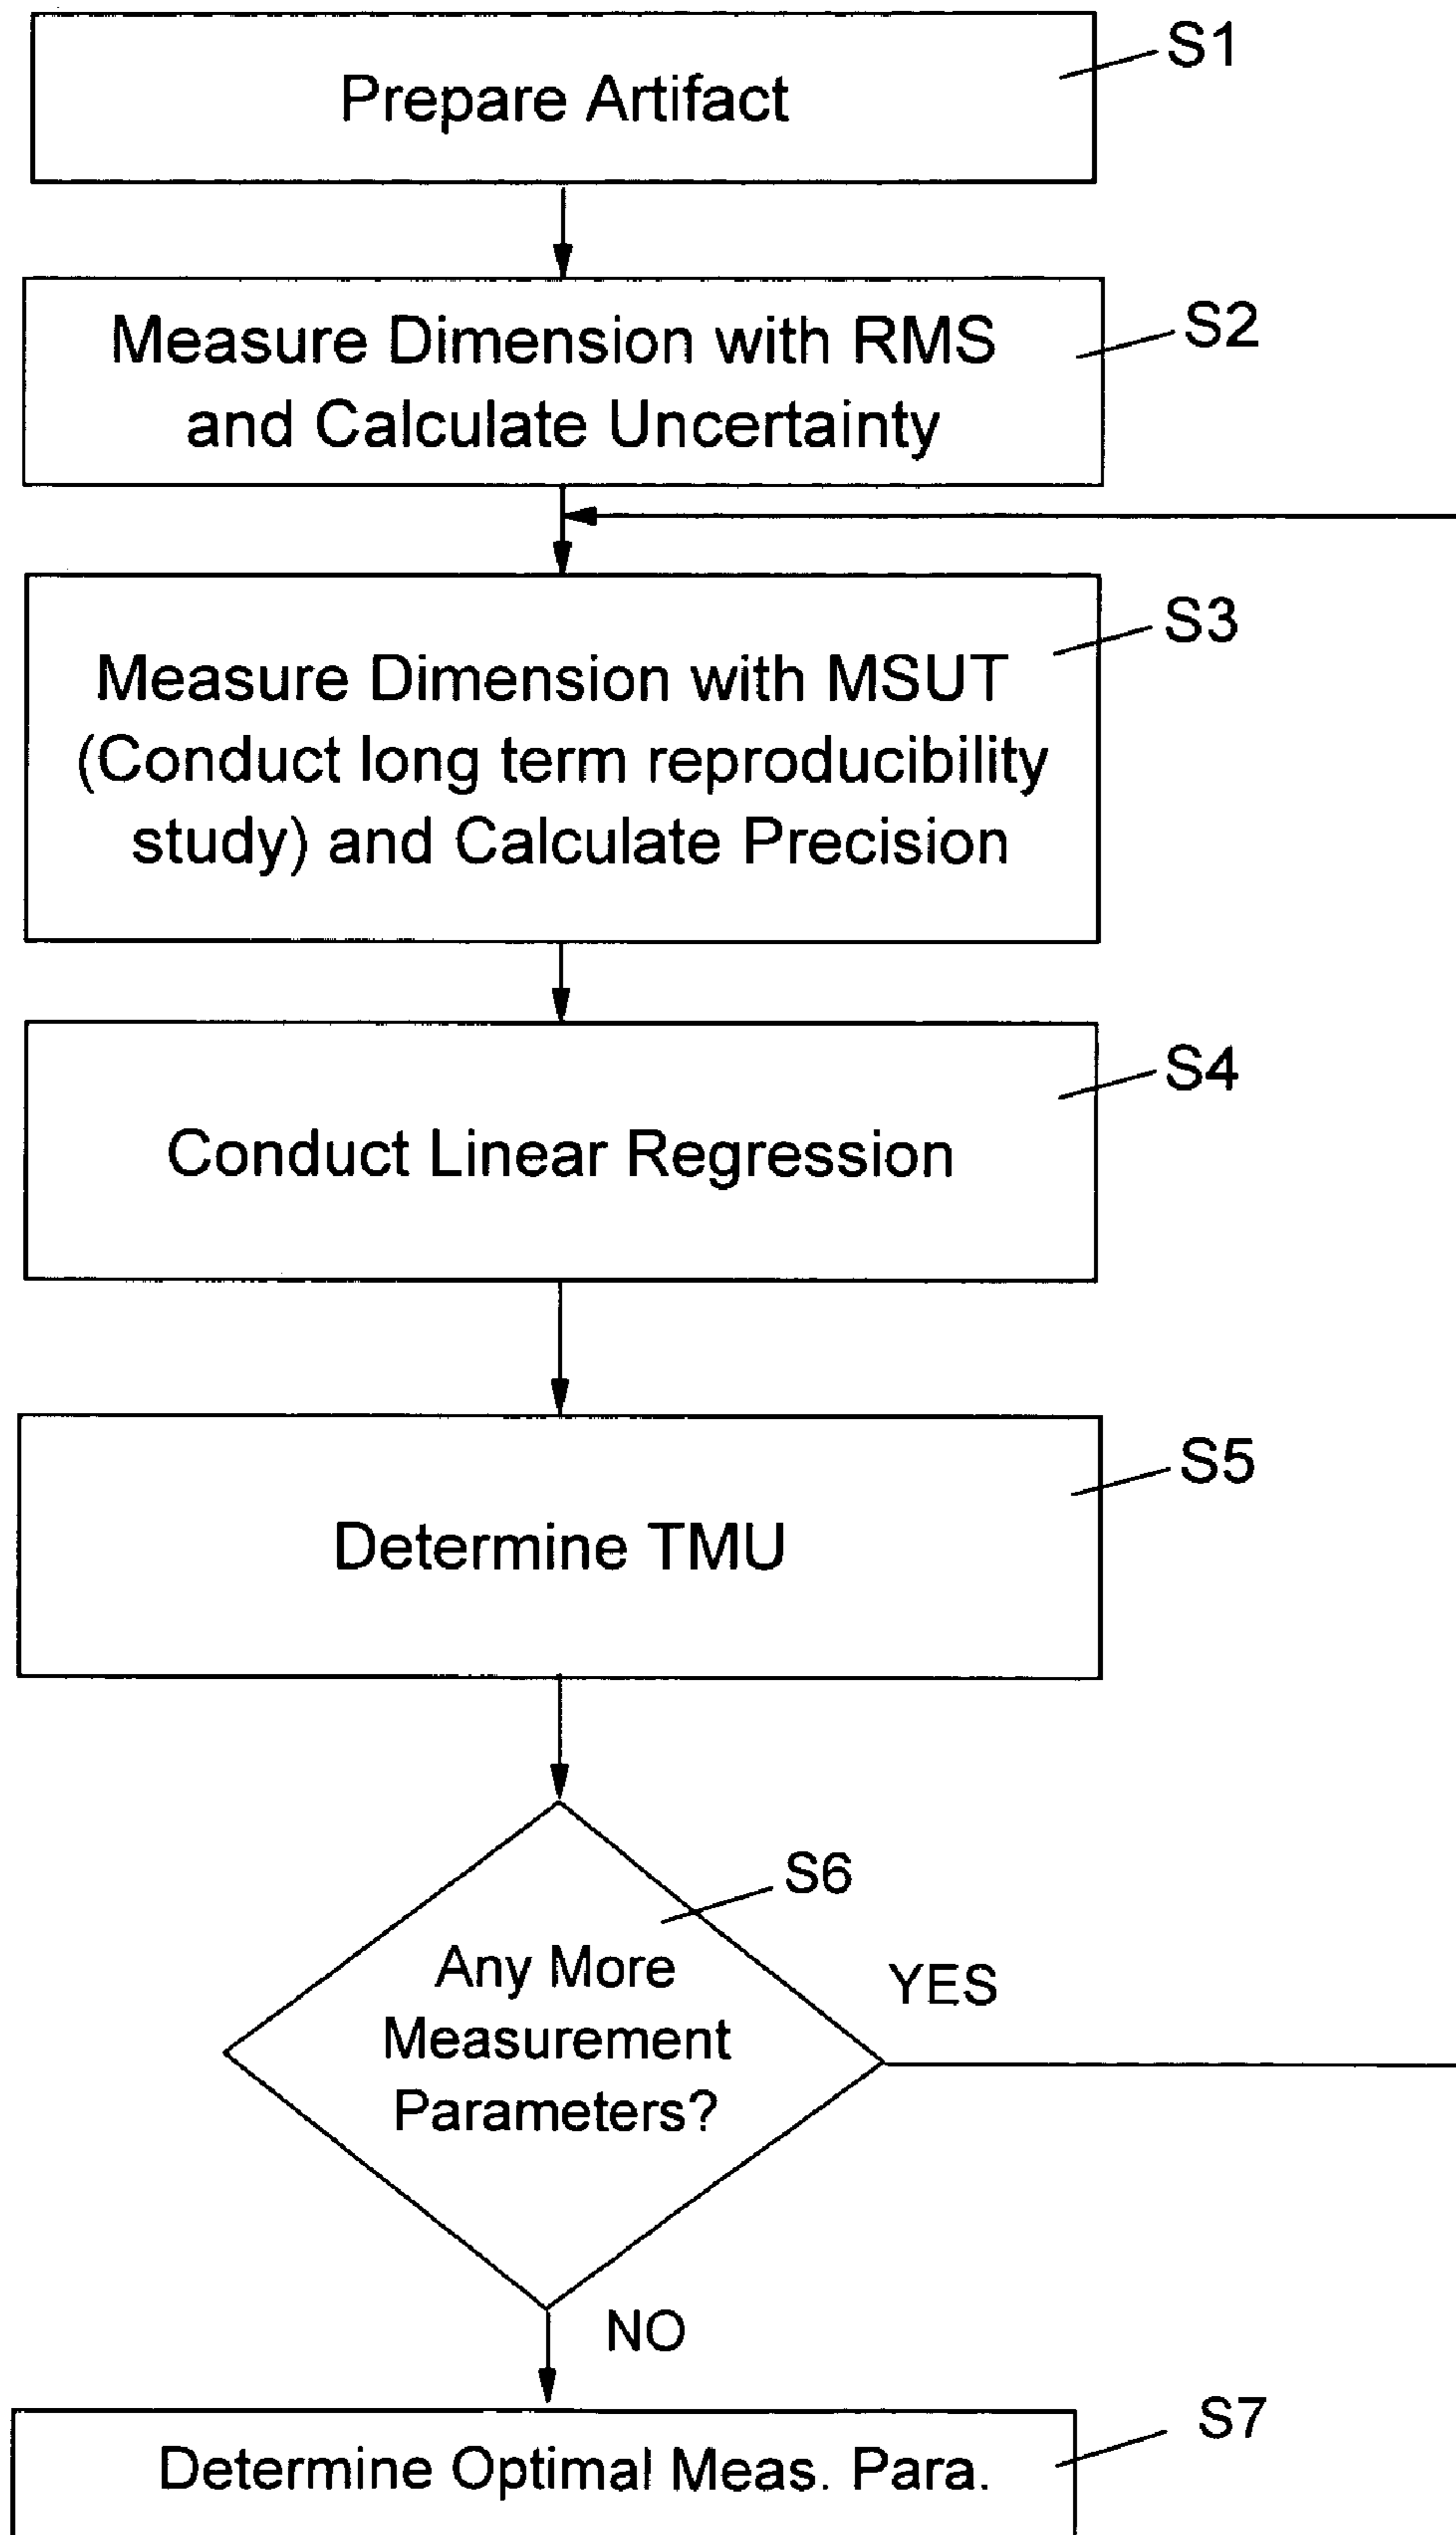 S1
Prepare Artifact
S2
Measure Dimension with RMS
and Calculate Uncertainty
S3
Measure Dimension with MSUT
(Conduct long term reproducibility
study) and Calculate Precision
S4
Conduct Linear Regression
S5
Determine TMU
S6
Any More
Measurement
Parameters?
YES
NO
S7
Determine Optimal Meas. Para.